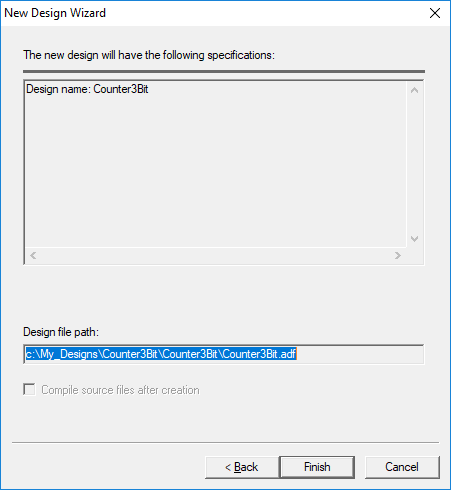 New Design Wizard
The new design will have the following specifications:
Design name: Counter3Bit
Design file path:
c:\My_Designs\Counter3Bit\Counter3Bit\Counter3Bit.adf
Compile source files after creation
< Back Finish Cancel